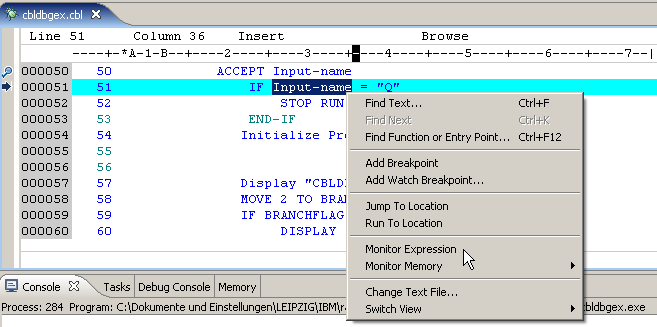 cbldbgex.cbl
Line 51 Column 36 Insert Browse
----+-*A-1-B--+----2----+----3----+----4----+----5----+----6----+----7--|
000050 50 ACCEPT Input-name
000051 51 IF Input-name = "Q"
000052 52 STOP RUN
000053 53 END-IF
000054 54 Initialize Pro
000055 55
000056 56
000057 57 Display "CBLD
000058 58 MOVE 2 TO BRAN
000059 59 IF BRANCHFLAG
000060 60 DISPLAY
Find Text... Ctrl+F
Find Next Ctrl+K
Find Function or Entry Point... Ctrl+F12
Add Breakpoint
Add Watch Breakpoint...
Jump To Location
Run To Location
Monitor Expression
Monitor Memory
Change Text File...
Switch View
Console Tasks Debug Console Memory
Process: 284 Program: C:\Dokumente und Einstellungen\LEIPZIG\IBM\ra cbldbgex.exe